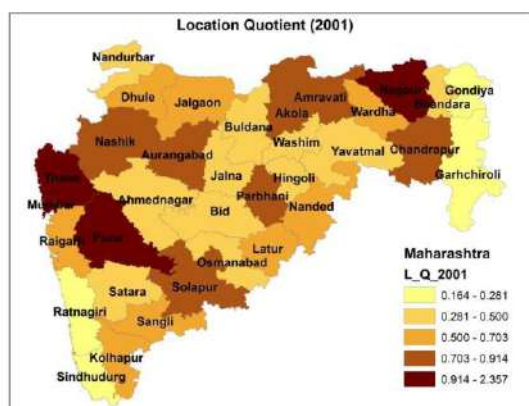 Location Quotient (2001)
Nandurbar
Dhule
Jalgaon
Buldana
Akola
Amravati
Nagpur
Wardha
Bhandara
Gondiya
Nashik
Aurangabad
Washim
Yavatmal
Chandrapur
Garhchiroli
Thane
Jalna
Hingoli
Mumbai
Ahmednagar
Parbhani
Nanded
Bid
Raigarh
Pune
Latur
Osmanabad
Maharashtra
L_Q_2001
Satara
Solapur
0.164 - 0.281
Ratnagiri
0.281 - 0.500
Sangli
0.500 - 0.703
Kolhapur
0.703 - 0.914
Sindhudurg
0.914 - 2.357